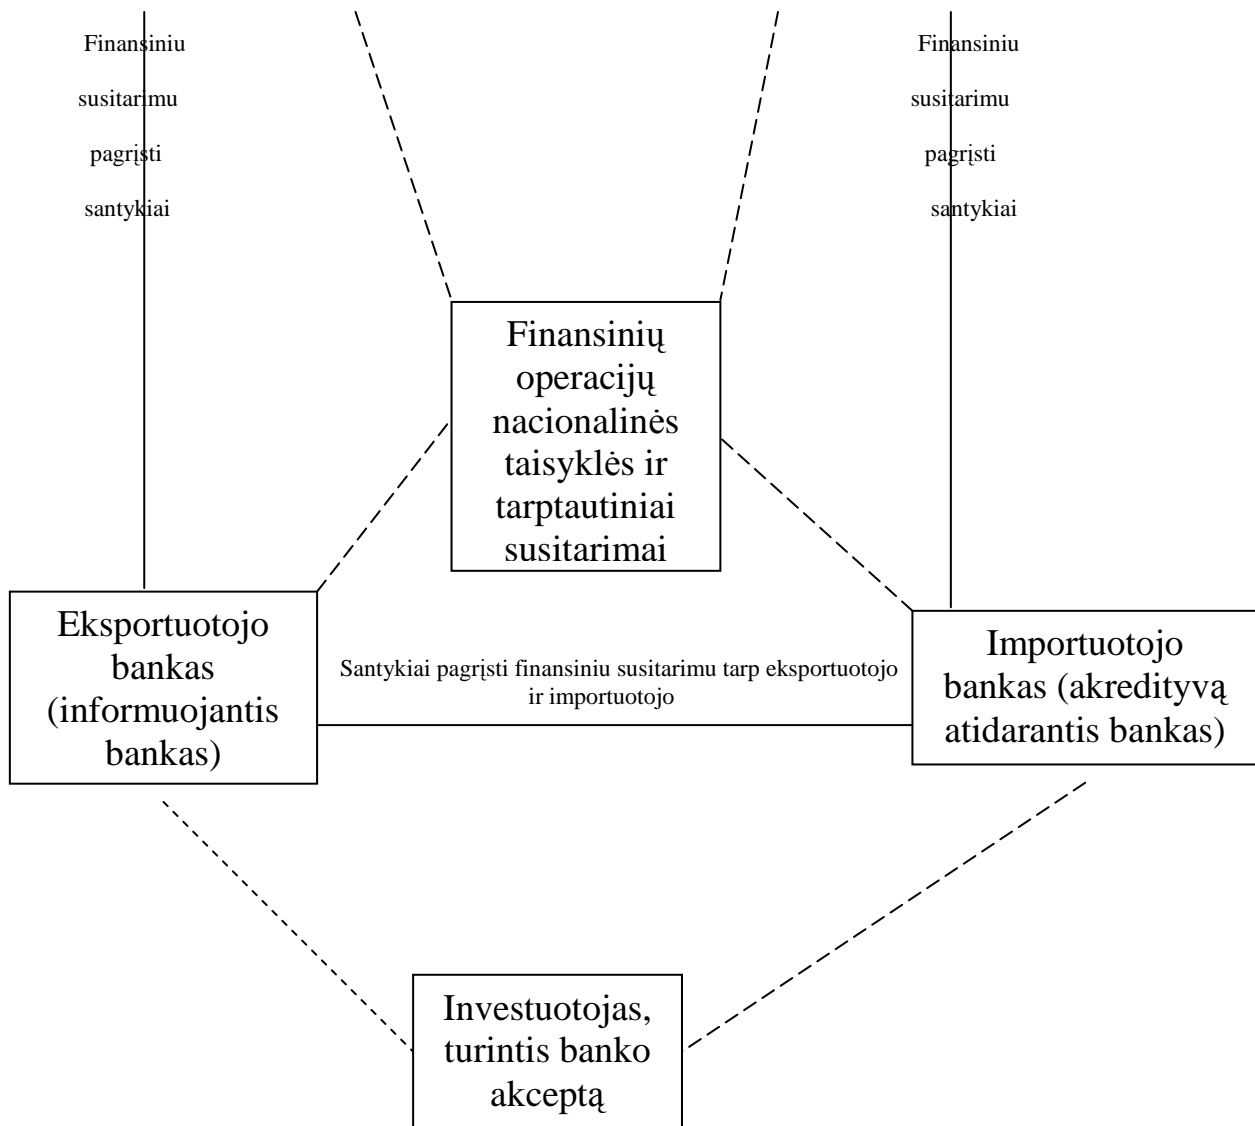 Finansiniu
susitarimu
pagrįsti
santykiai
Finansiniu
susitarimu
pagrįsti
santykiai
Finansinių
operacijų
nacionalinės
taisyklės ir
tarptautiniai
susitarimai
Eksportuotojo
bankas
(informuojantis
bankas)
Santykiai pagrįsti finansiniu susitarimu tarp eksportuotojo
ir importuotojo
Importuotojo
bankas (akredityvą
atidarantis bankas)
Investuotojas,
turintis banko
akceptą